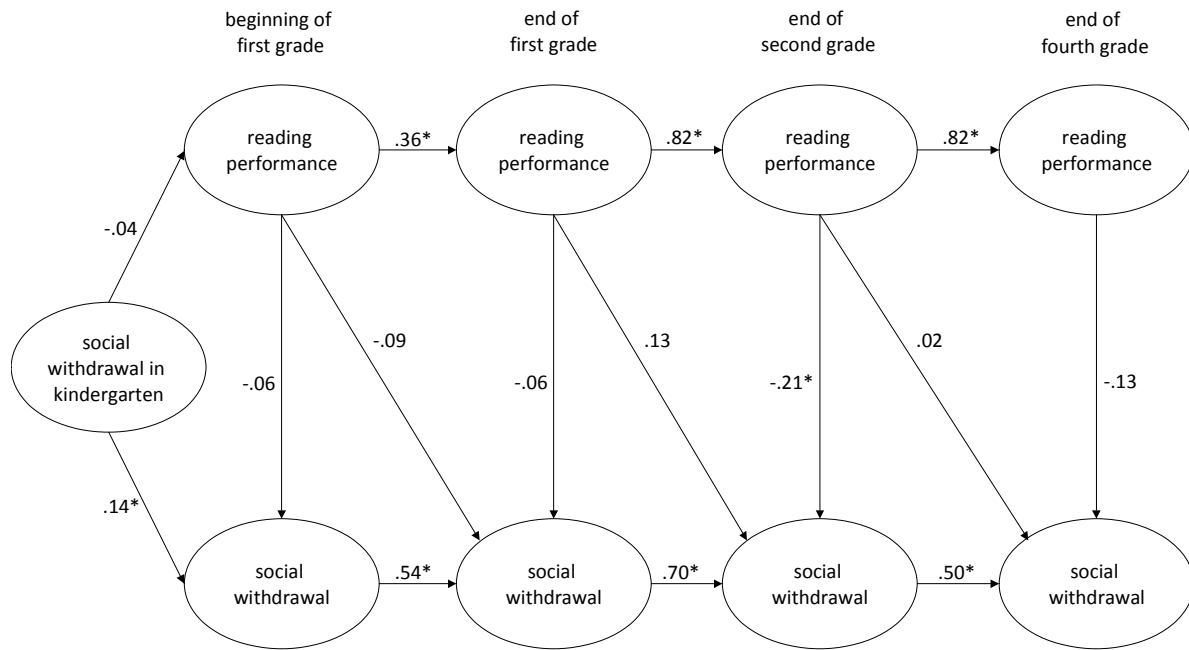 beginning of
first grade
end of
first grade
end of
second grade
end of
fourth grade
reading
performance
.36*
reading
performance
.82*
reading
performance
.82*
reading
performance
-.04
social
withdrawal in
kindergarten
-.06
-.09
-.06
.13
-.21*
.02
-.13
.14*
social
withdrawal
.54*
social
withdrawal
.70*
social
withdrawal
.50*
social
withdrawal